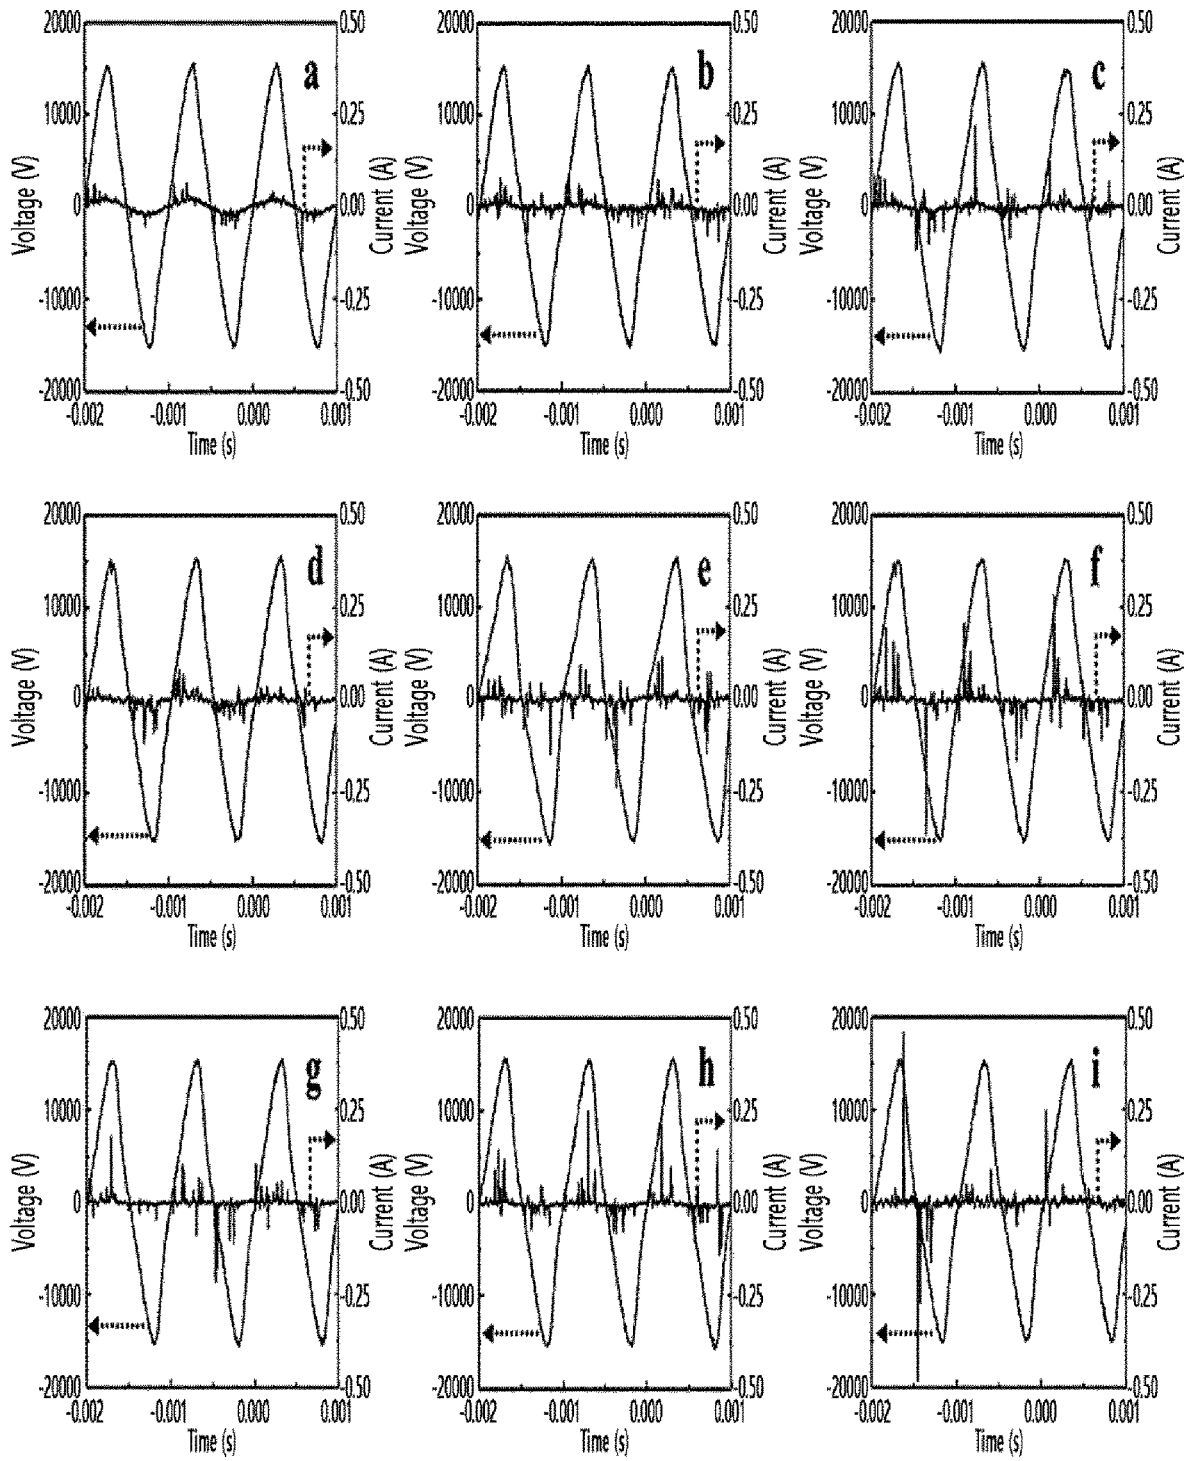 20000 0.50 20000 0.50 20000 0.50
a b c
10000 0.25 10000 0.25 10000 0.25
Voltage (V) 0 0.00 Current (A) Voltage (V) 0 0.00 Current (A) Voltage (V) 0 0.00 Current (A)
-10000 -0.25 -10000 -0.25 -10000 -0.25
-20000 -0.50 -20000 -0.50 -20000 -0.50
-0.002 -0.001 0.000 0.001 -0.002 -0.001 0.000 0.001 -0.002 -0.001 0.000 0.001
Time (s) Time (s) Time (s)
20000 0.50 20000 0.50 20000 0.50
d e f
10000 0.25 10000 0.25 10000 0.25
Voltage (V) 0 0.00 Current (A) Voltage (V) 0 0.00 Current (A) Voltage (V) 0 0.00 Current (A)
-10000 -0.25 -10000 -0.25 -10000 -0.25
-20000 -0.50 -20000 -0.50 -20000 -0.50
-0.002 -0.001 0.000 0.001 -0.002 -0.001 0.000 0.001 -0.002 -0.001 0.000 0.001
Time (s) Time (s) Time (s)
20000 0.50 20000 0.50 20000 0.50
g h i
10000 0.25 10000 0.25 10000 0.25
Voltage (V) 0 0.00 Current (A) Voltage (V) 0 0.00 Current (A) Voltage (V) 0 0.00 Current (A)
-10000 -0.25 -10000 -0.25 -10000 -0.25
-20000 -0.50 -20000 -0.50 -20000 -0.50
-0.002 -0.001 0.000 0.001 -0.002 -0.001 0.000 0.001 -0.002 -0.001 0.000 0.001
Time (s) Time (s) Time (s)